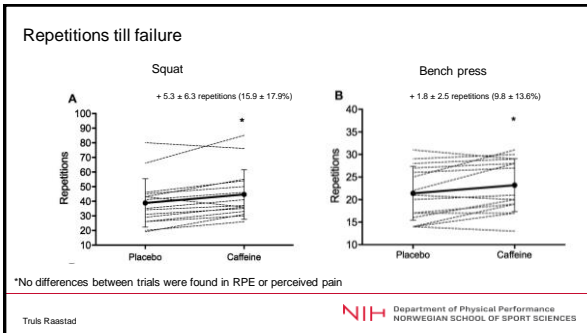 Repetitions till failure
Squat
Bench press
A
+ 5.3 ± 6.3 repetitions (15.9 ± 17.9%)
B
+ 1.8 ± 2.5 repetitions (9.8 ± 13.6%)
*
*
Repetitions
100
90
80
70
60
50
40
30
20
10
Placebo
Caffeine
Repetitions
40
35
30
25
20
15
10
Placebo
Caffeine
*No differences between trials were found in RPE or perceived pain
Truls Raastad
NIH
Department of Physical Performance
NORWEGIAN SCHOOL OF SPORT SCIENCES